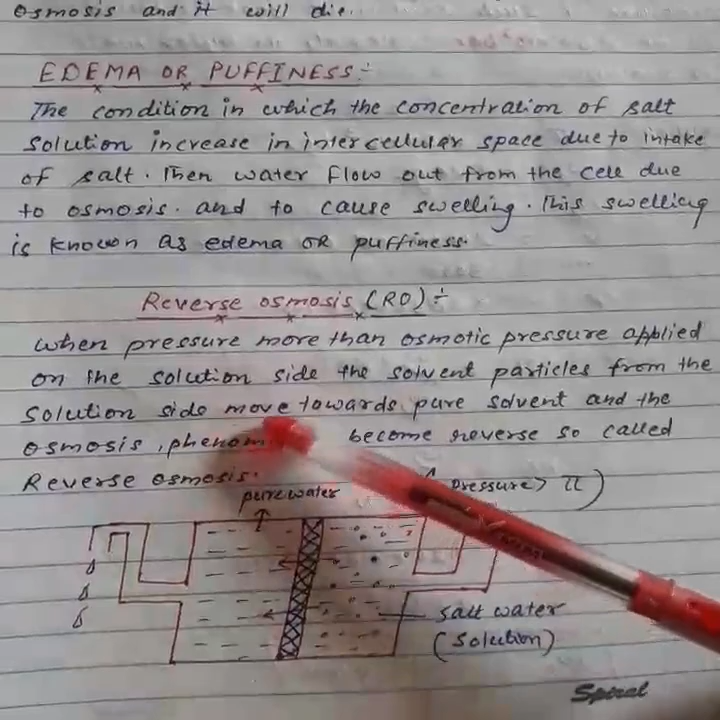 osmosis and it will die.
EDEMA OR PUFFINESS:-
The condition in which the concentration of salt
solution increase in intercellular space due to intake
of salt. Then water flow out from the cell due
to osmosis. and to cause swelling. This swelling
is known as edema OR puffiness.
Reverse osmosis (RO):-
when pressure more than osmotic pressure applied
on the solution side the solvent particles from the
solution side move towards pure solvent and the
osmosis, phenom become reverse so called
Reverse osmosis.
(pressure > π)
pure water
salt water
(solution)
Spiral